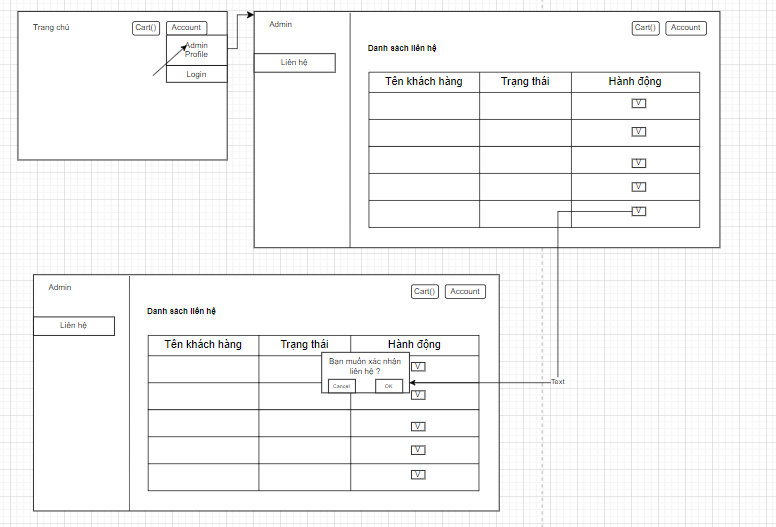 Trang chủ
Cart()
Account
Admin
Profile
Login
Admin
Cart()
Account
Liên hệ
Danh sách liên hệ
Tên khách hàng
Trạng thái
Hành động
V
V
V
V
V
Admin
Cart()
Account
Liên hệ
Danh sách liên hệ
Tên khách hàng
Trạng thái
Hành động
Bạn muốn xác nhận
liên hệ ?
Cancel
OK
V
V
V
V
V
Text